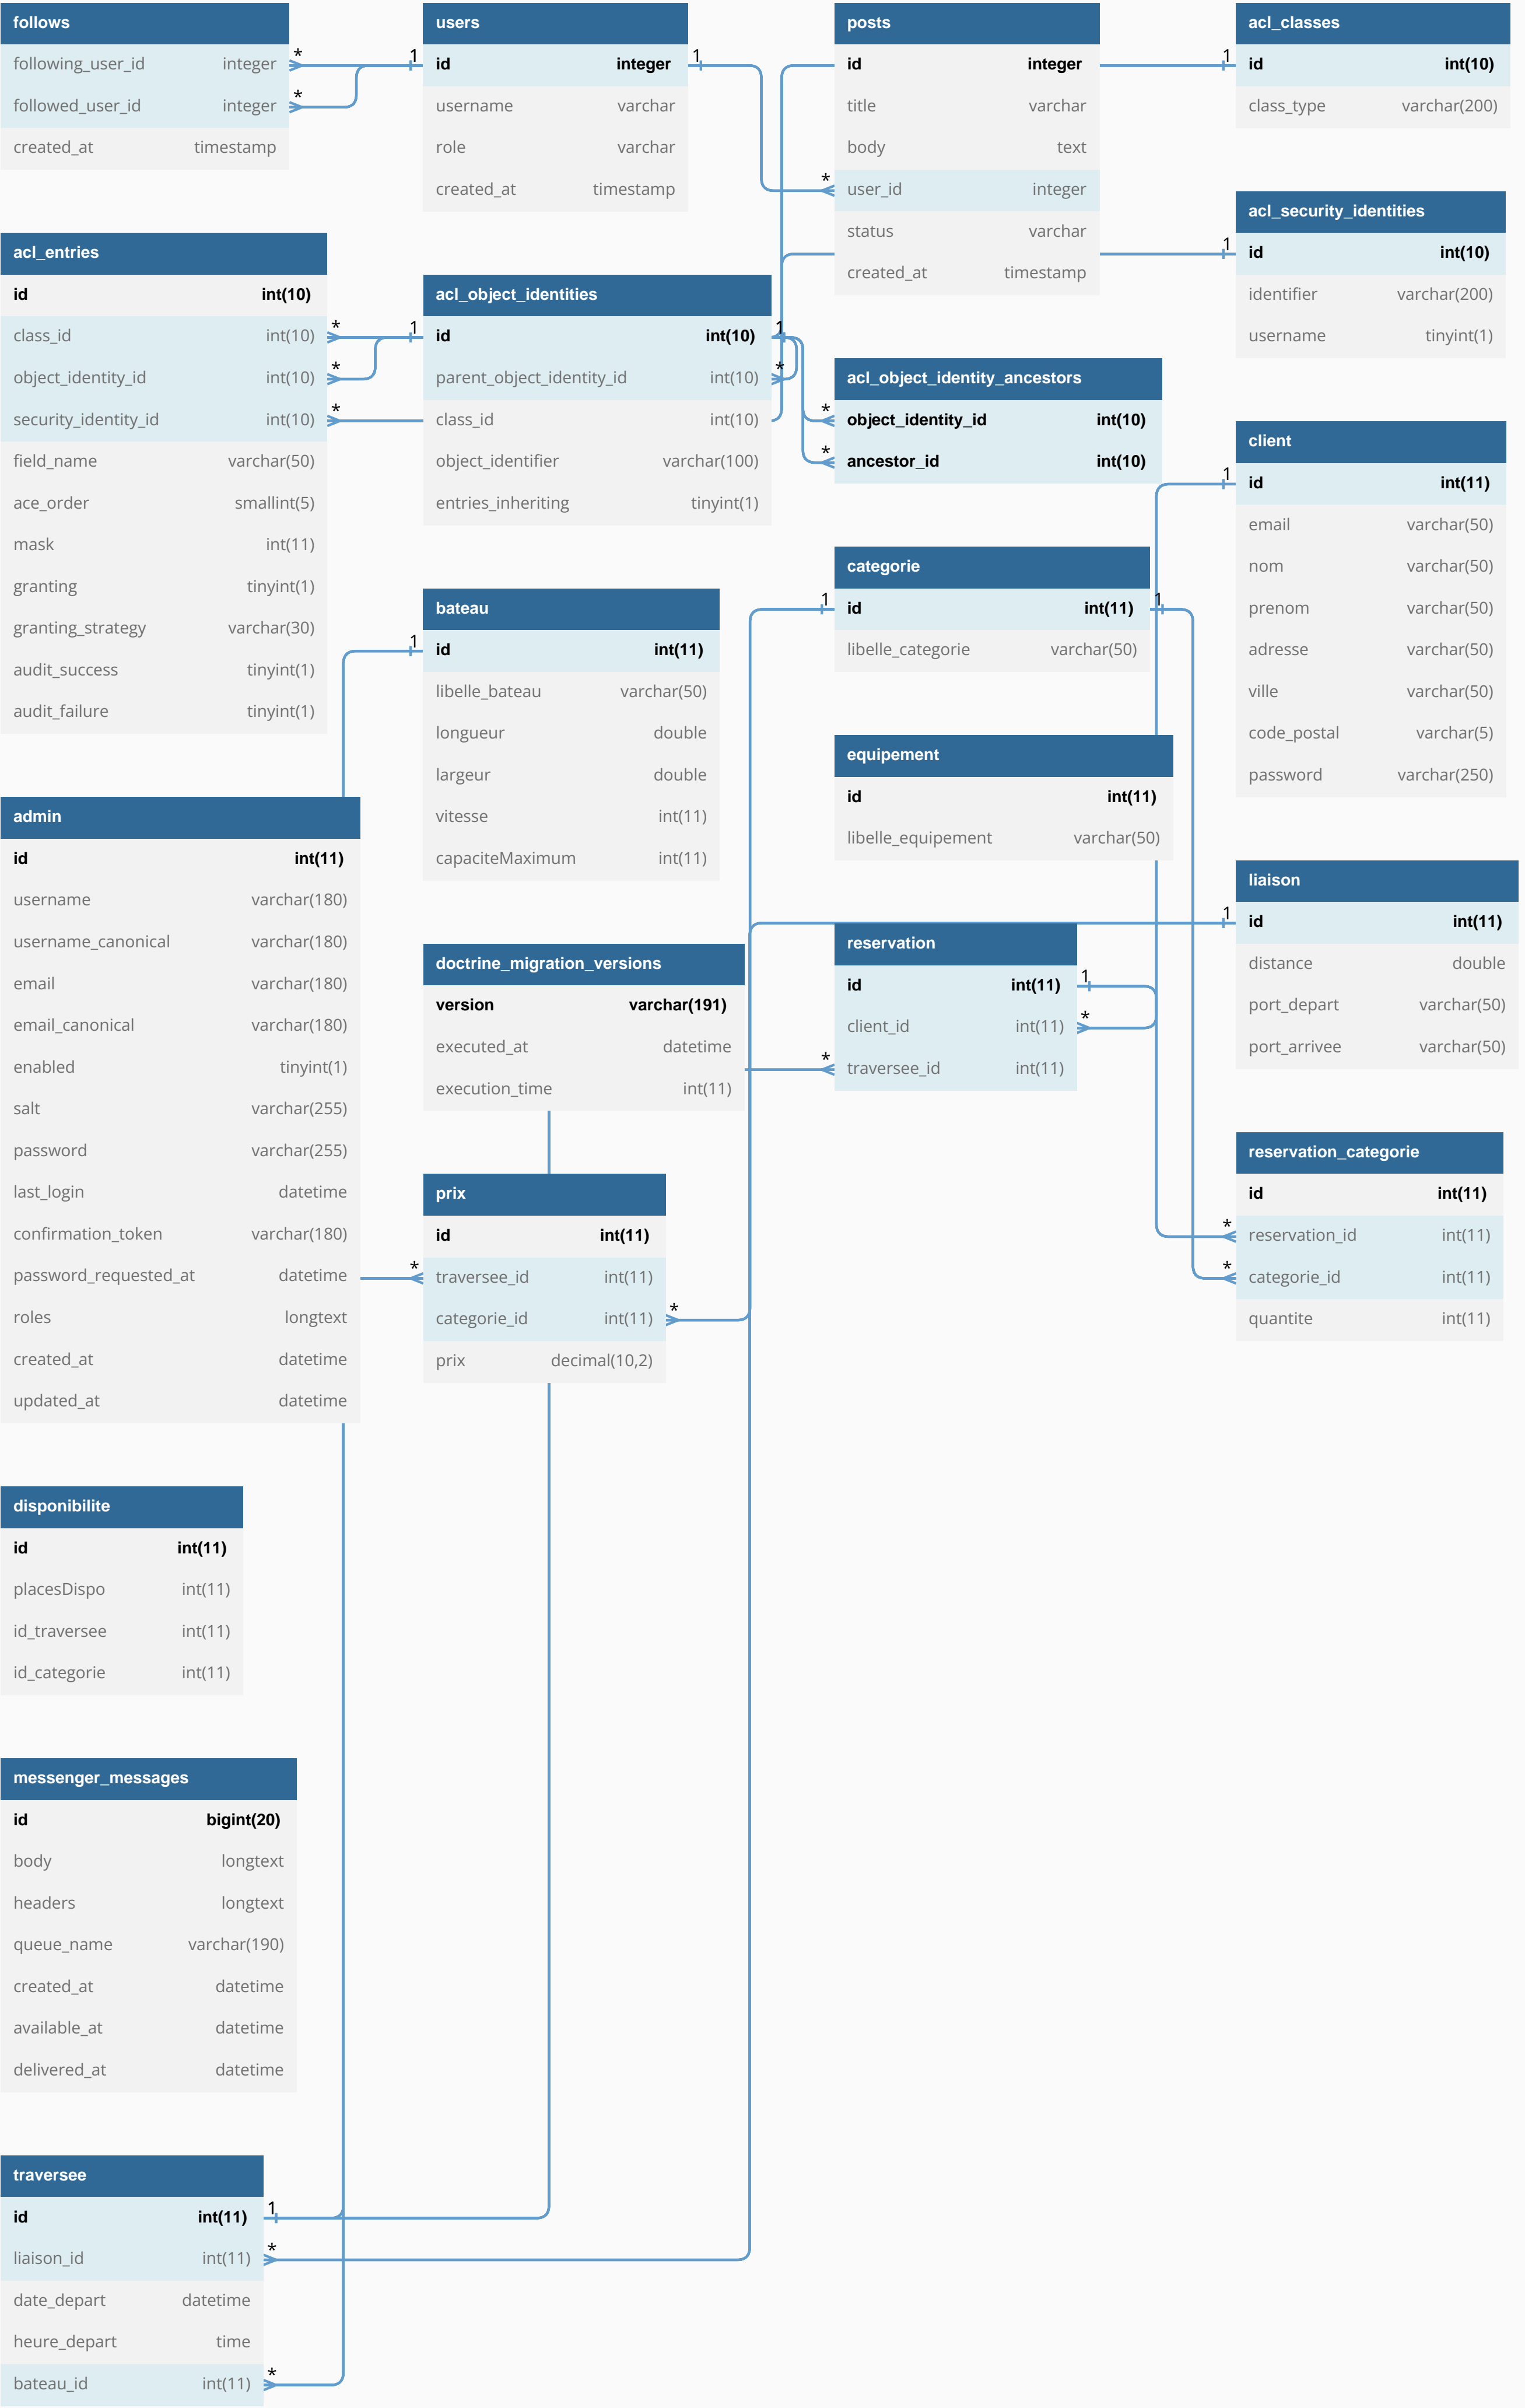 follows
following_user_id integer
followed_user_id integer
created_at timestamp
* 1
*
users
id integer
username varchar
role varchar
created_at timestamp
1
*
posts
id integer
title varchar
body text
user_id integer
status varchar
created_at timestamp
acl_classes
1
id int(10)
class_type varchar(200)
acl_security_identities
1
id int(10)
identifier varchar(200)
username tinyint(1)
acl_entries
id int(10)
class_id int(10)
object_identity_id int(10)
security_identity_id int(10)
field_name varchar(50)
ace_order smallint(5)
mask int(11)
granting tinyint(1)
granting_strategy varchar(30)
audit_success tinyint(1)
audit_failure tinyint(1)
* 1
*
*
acl_object_identities
id int(10)
parent_object_identity_id int(10)
class_id int(10)
object_identifier varchar(100)
entries_inheriting tinyint(1)
1
*
*
*
acl_object_identity_ancestors
object_identity_id int(10)
ancestor_id int(10)
client
1
id int(11)
email varchar(50)
nom varchar(50)
prenom varchar(50)
adresse varchar(50)
ville varchar(50)
code_postal varchar(5)
password varchar(250)
categorie
1
id int(11)
1
libelle_categorie varchar(50)
bateau
1
id int(11)
libelle_bateau varchar(50)
longueur double
largeur double
vitesse int(11)
capaciteMaximum int(11)
equipement
id int(11)
libelle_equipement varchar(50)
admin
id int(11)
username varchar(180)
username_canonical varchar(180)
email varchar(180)
email_canonical varchar(180)
enabled tinyint(1)
salt varchar(255)
password varchar(255)
last_login datetime
confirmation_token varchar(180)
password_requested_at datetime
roles longtext
created_at datetime
updated_at datetime
liaison
1
id int(11)
distance double
port_depart varchar(50)
port_arrivee varchar(50)
doctrine_migration_versions
version varchar(191)
executed_at datetime
execution_time int(11)
reservation
id int(11)
1
client_id int(11)
*
*
traversee_id int(11)
reservation_categorie
id int(11)
*
reservation_id int(11)
*
categorie_id int(11)
quantite int(11)
prix
id int(11)
*
traversee_id int(11)
categorie_id int(11)
*
prix decimal(10,2)
disponibilite
id int(11)
placesDispo int(11)
id_traversee int(11)
id_categorie int(11)
messenger_messages
id bigint(20)
body longtext
headers longtext
queue_name varchar(190)
created_at datetime
available_at datetime
delivered_at datetime
traversee
id int(11)
1
liaison_id int(11)
*
date_depart datetime
heure_depart time
bateau_id int(11)
*